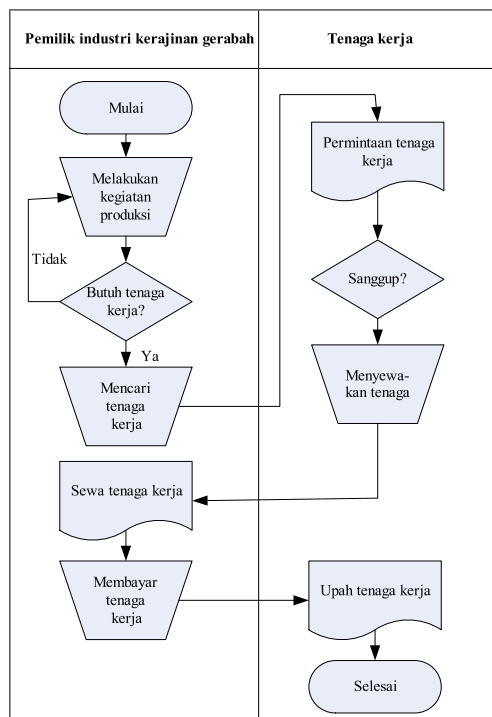 Pemilik industri kerajinan gerabah
Tenaga kerja
Mulai
Melakukan
kegiatan
produksi
Tidak
Butuh tenaga
kerja?
Ya
Mencari
tenaga
kerja
Permintaan tenaga
kerja
Sanggup?
Menyewa-
kan tenaga
Sewa tenaga kerja
Membayar
tenaga
kerja
Upah tenaga kerja
Selesai